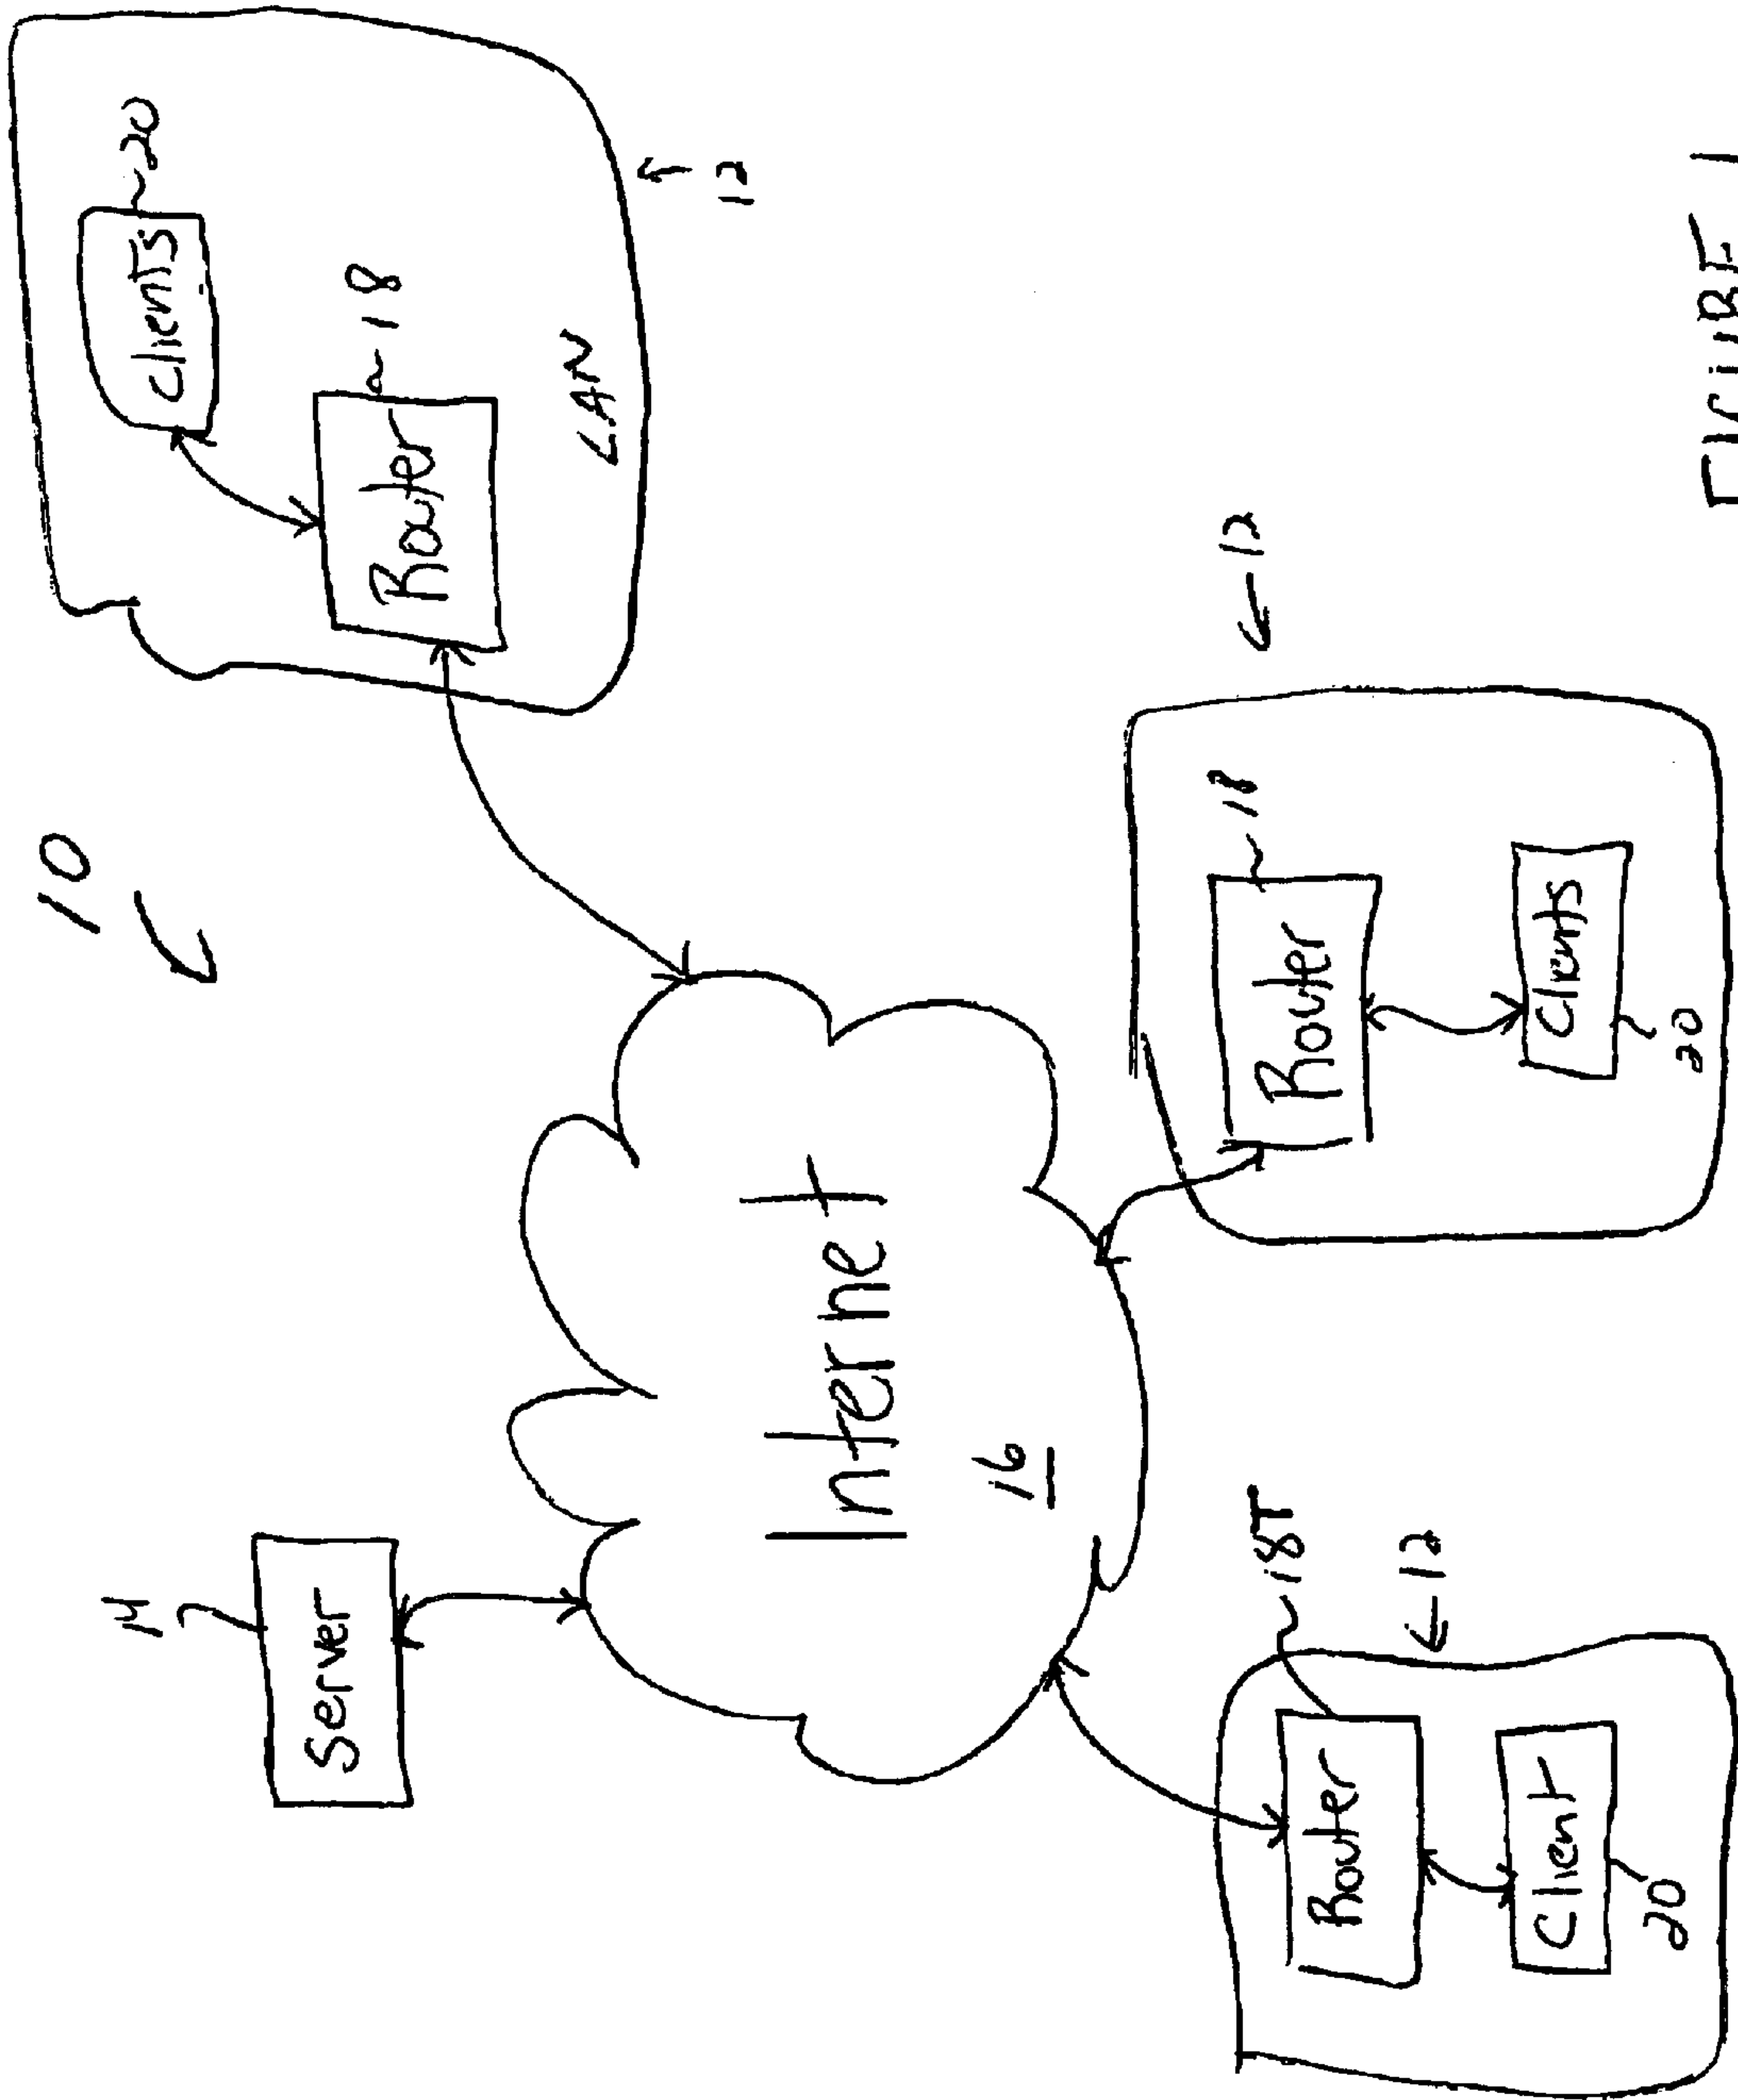 10
14
Server
Internet
16
clients
20
Router
18
LAN
12
Router
18T
12
Client
20
Router
18
12
Clients
20
FIGURE 1